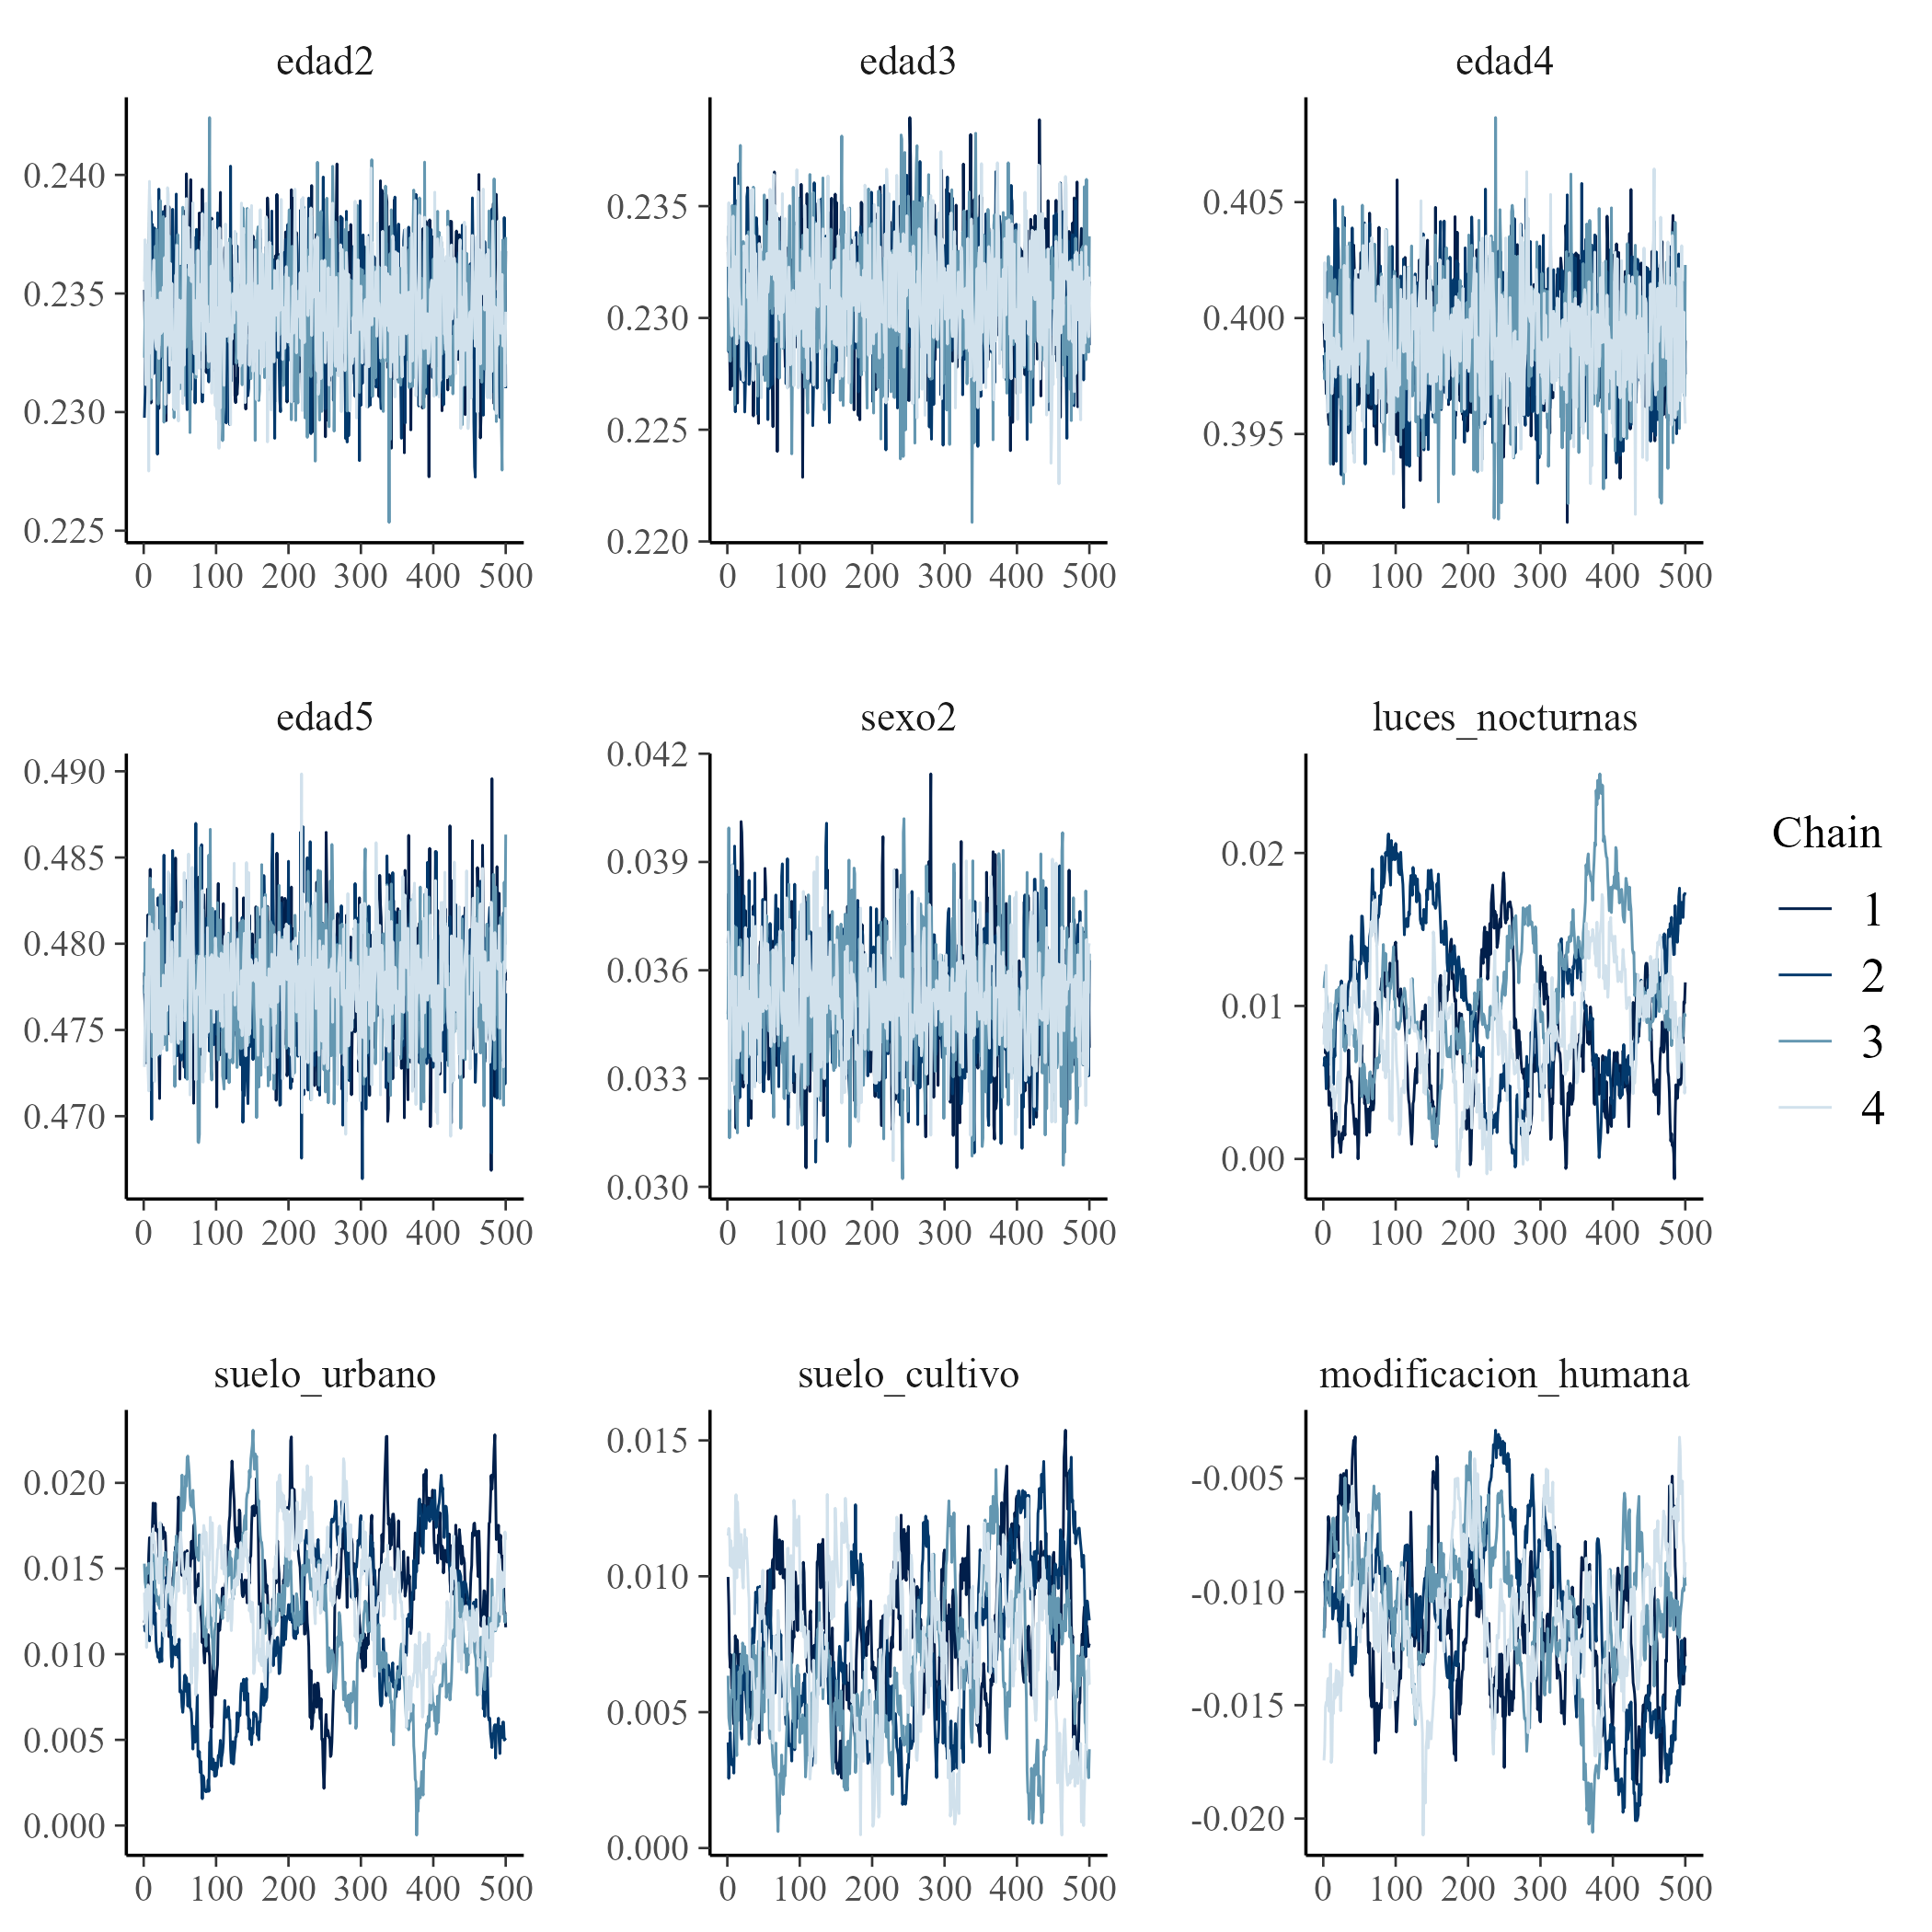 edad2
edad3
edad4
0.240
0.235
0.230
0.225
0.235
0.230
0.225
0.220
0.405
0.400
0.395
0 100 200 300 400 500
0 100 200 300 400 500
0 100 200 300 400 500
edad5
sexo2
luces_nocturnas
0.490
0.485
0.480
0.475
0.470
0.042
0.039
0.036
0.033
0.030
0.02
0.01
0.00
0 100 200 300 400 500
0 100 200 300 400 500
0 100 200 300 400 500
Chain
1
2
3
4
suelo_urbano
suelo_cultivo
modificacion_humana
0.020
0.015
0.010
0.005
0.000
0.015
0.010
0.005
0.000
-0.005
-0.010
-0.015
-0.020
0 100 200 300 400 500
0 100 200 300 400 500
0 100 200 300 400 500